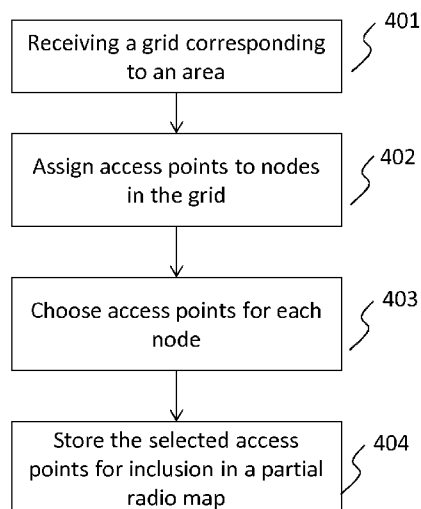 Receiving a grid corresponding
to an area
401
Assign access points to nodes
in the grid
402
Choose access points for each
node
403
Store the selected access
points for inclusion in a partial
radio map
404